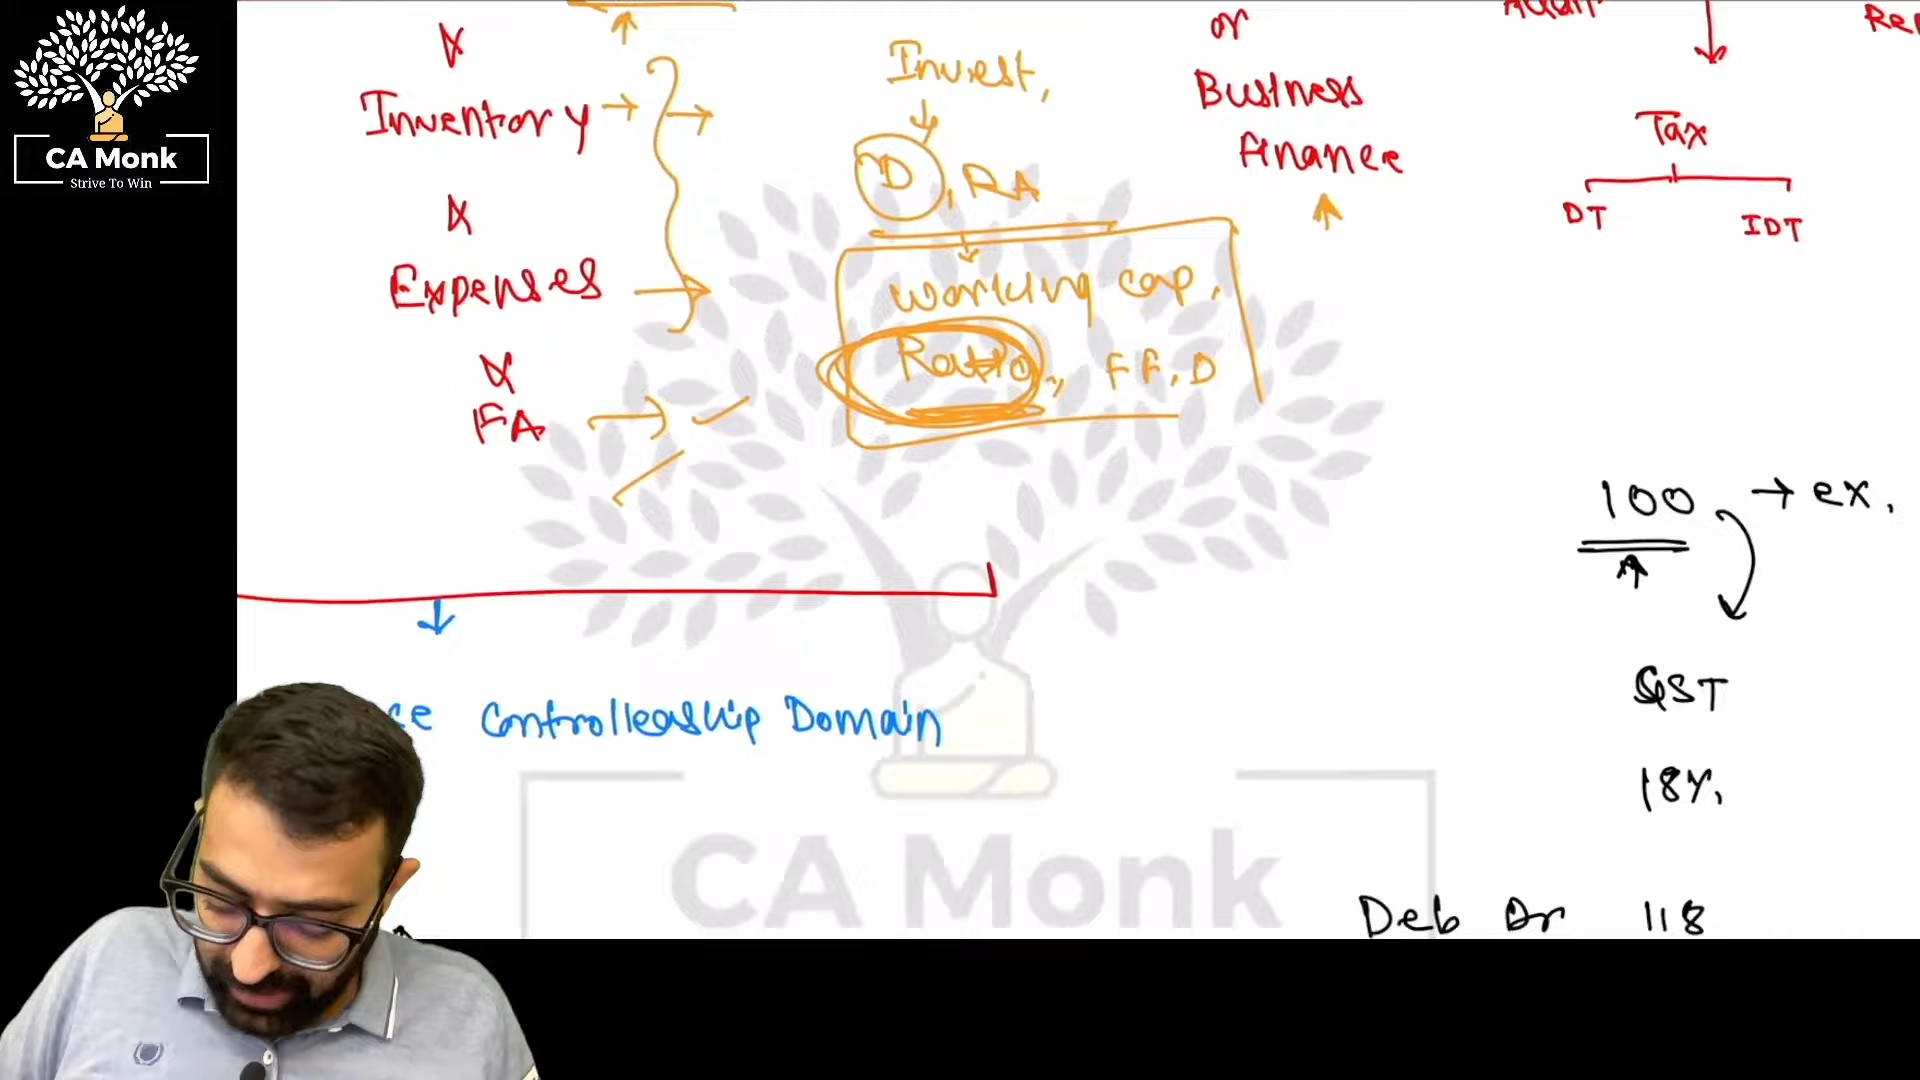 CA Monk
Strive To Win
Inventory
Expenses
FA
Invest,
D, RA
Working cap,
Ratio, FF, D
or
Business
Finance
Tax
DT
IDT
100 → ex.
GST
18%
Deb Dr 118
Controllership Domain
CA Monk